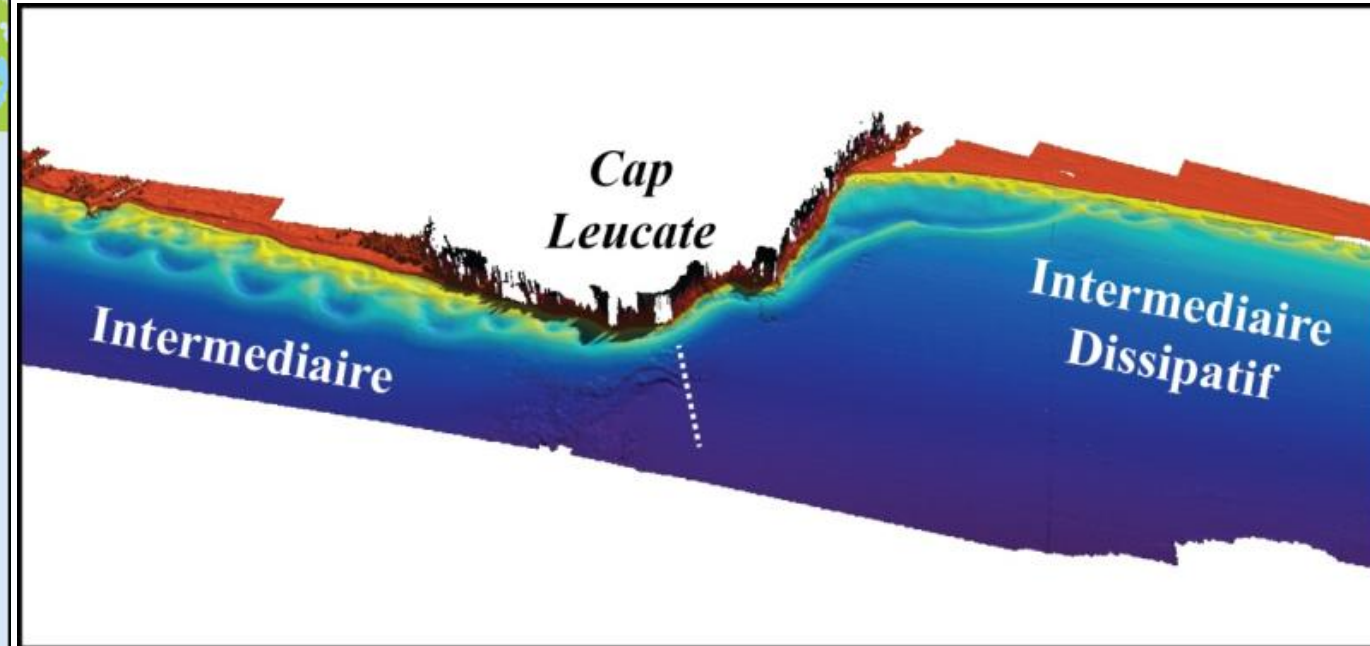 Cap
Leucate
Intermediaire
Intermediaire
Dissipatif